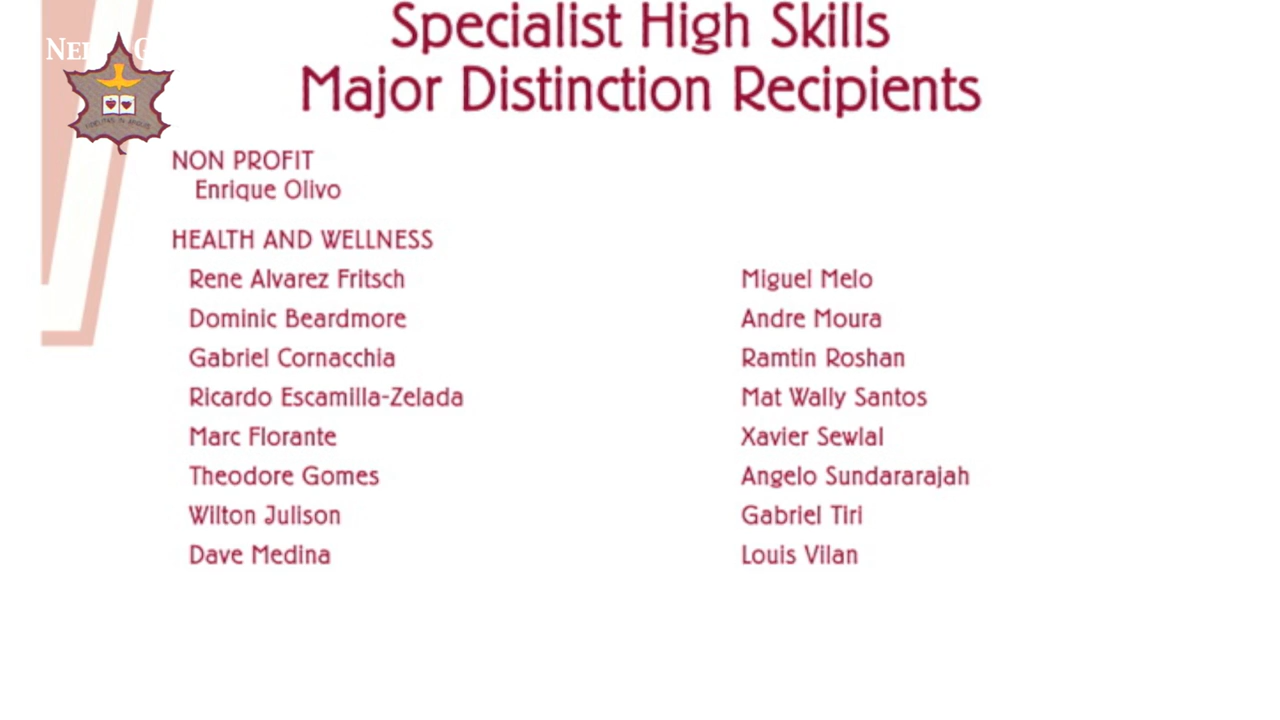 Specialist High Skills
Major Distinction Recipients
NON PROFIT
Enrique Olivo
HEALTH AND WELLNESS
Rene Alvarez Fritsch
Dominic Beardmore
Gabriel Cornacchia
Ricardo Escamilla-Zelada
Marc Florante
Theodore Gomes
Wilton Julison
Dave Medina
Miguel Melo
Andre Moura
Ramtin Roshan
Mat Wally Santos
Xavier Sewlal
Angelo Sundararajah
Gabriel Tiri
Louis Vilan